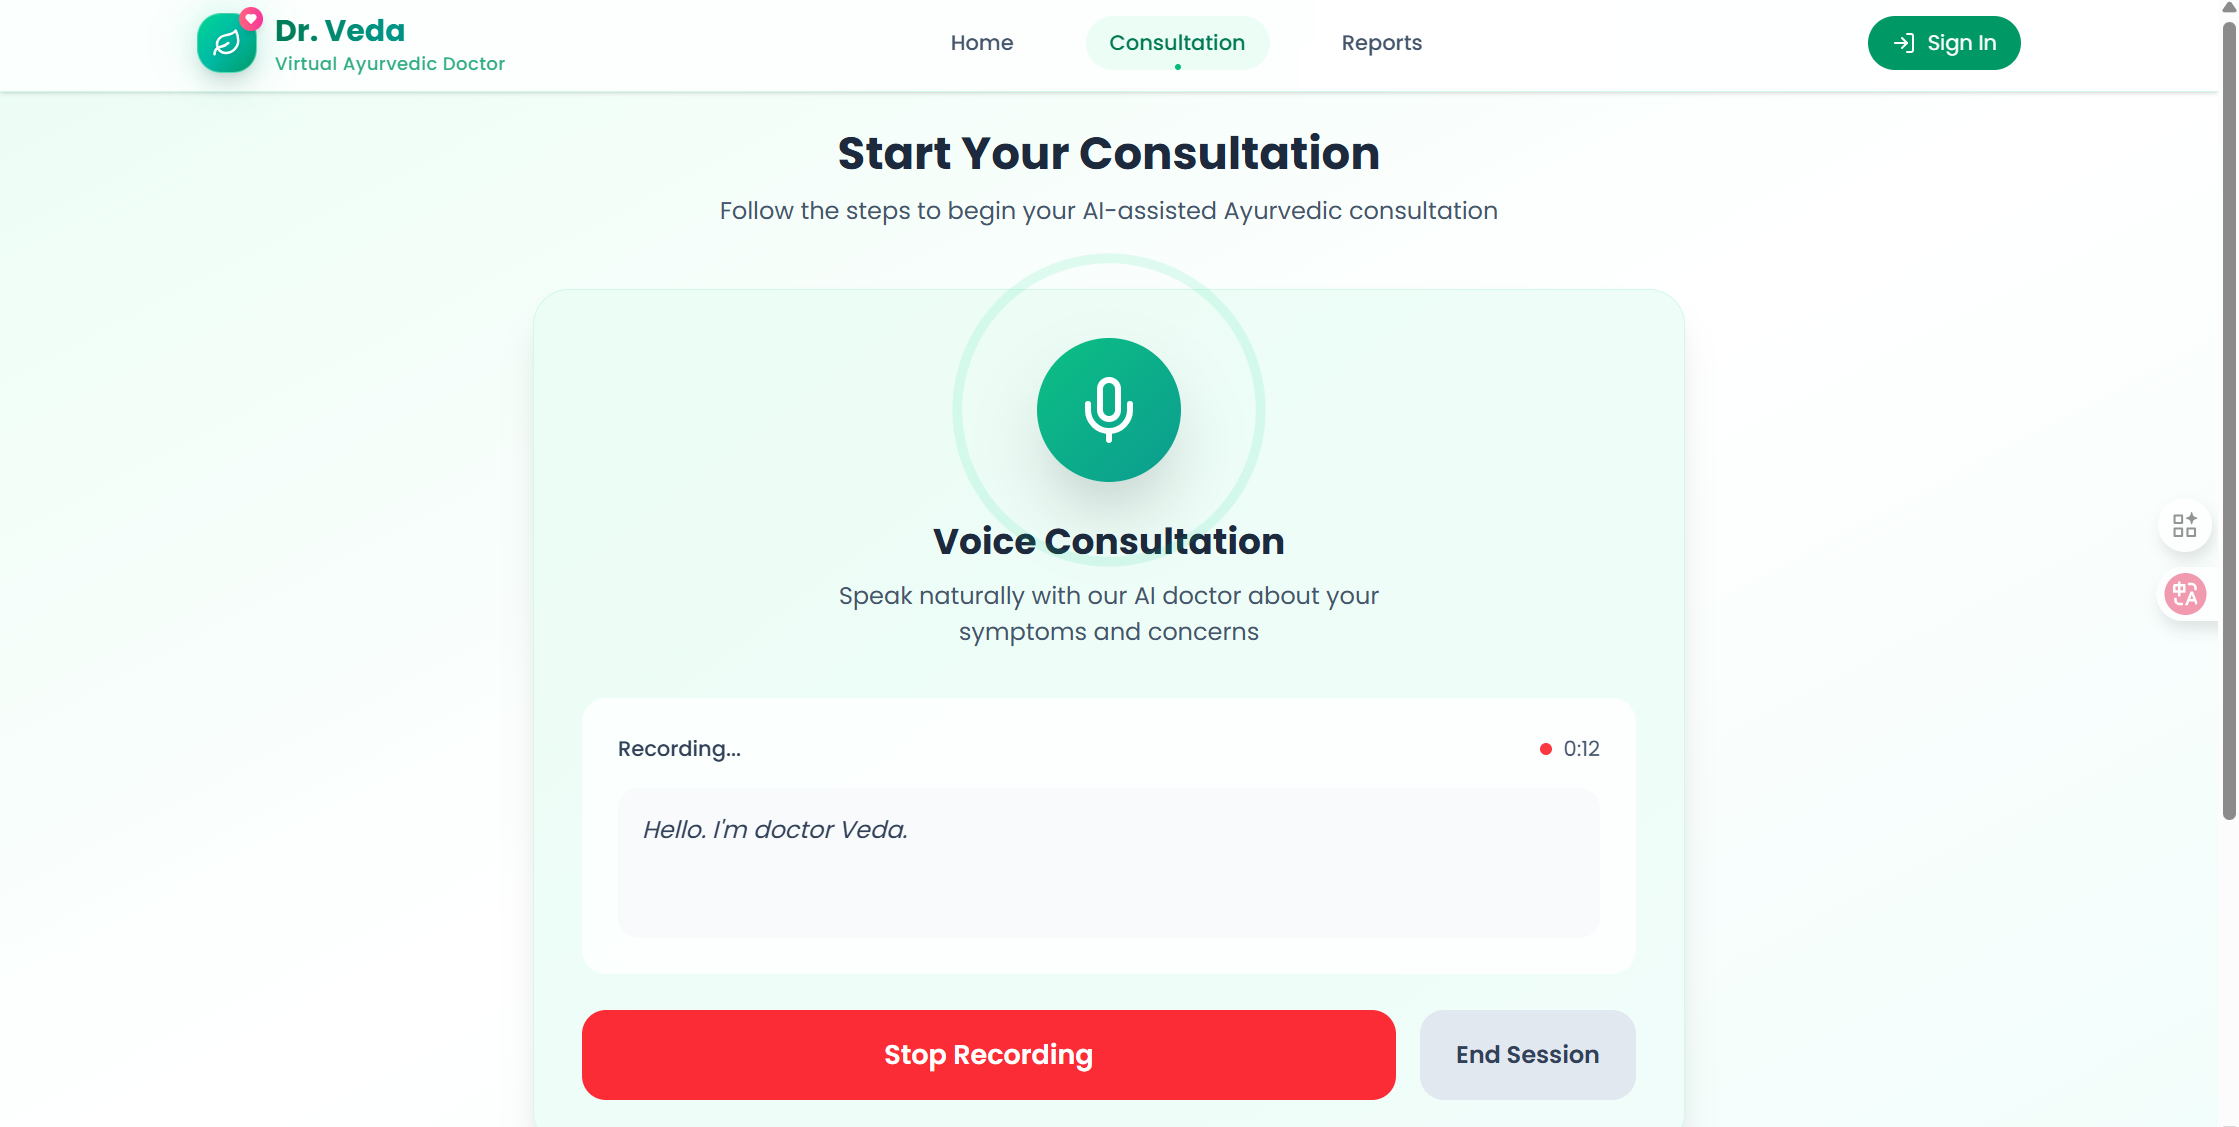 Dr. Veda
Virtual Ayurvedic Doctor
Home
Consultation
Reports
Sign In
Start Your Consultation
Follow the steps to begin your AI-assisted Ayurvedic consultation
Voice Consultation
Speak naturally with our AI doctor about your
symptoms and concerns
Recording...
0:12
Hello. I'm doctor Veda.
Stop Recording
End Session
中A